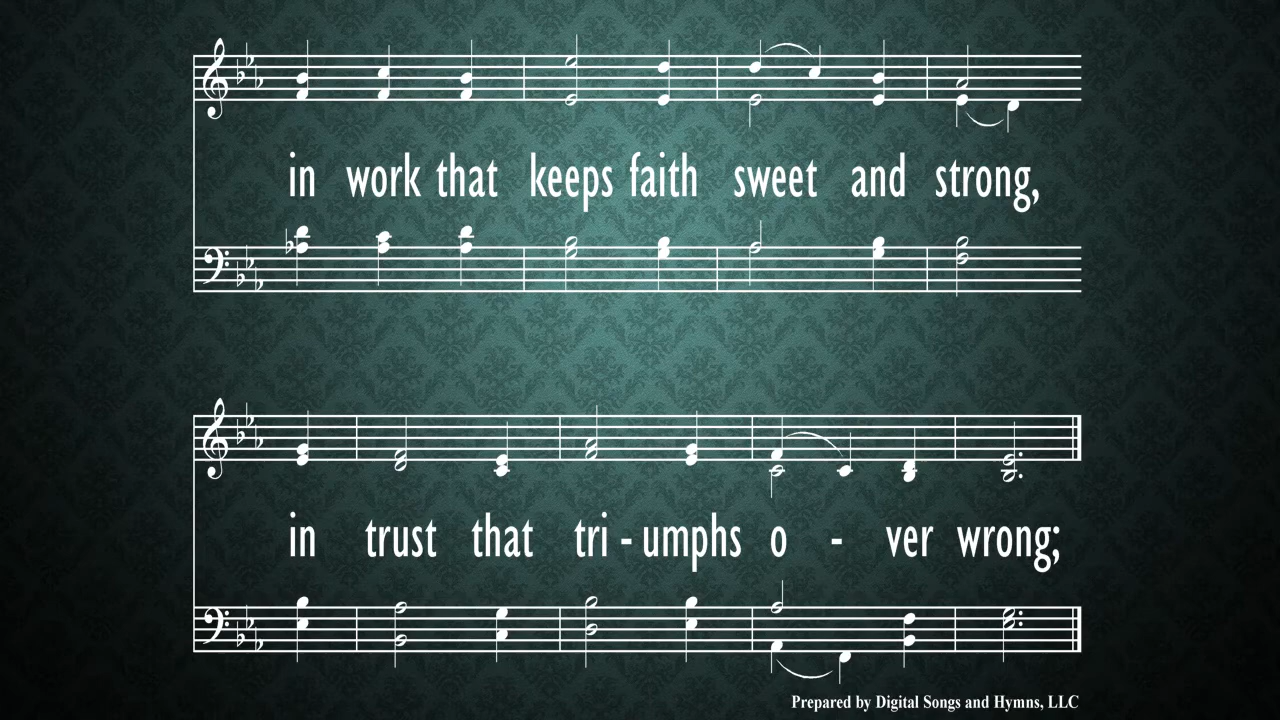 in work that keeps faith sweet and strong,
in trust that tri - umphs o - ver wrong;
Prepared by Digital Songs and Hymns, LLC